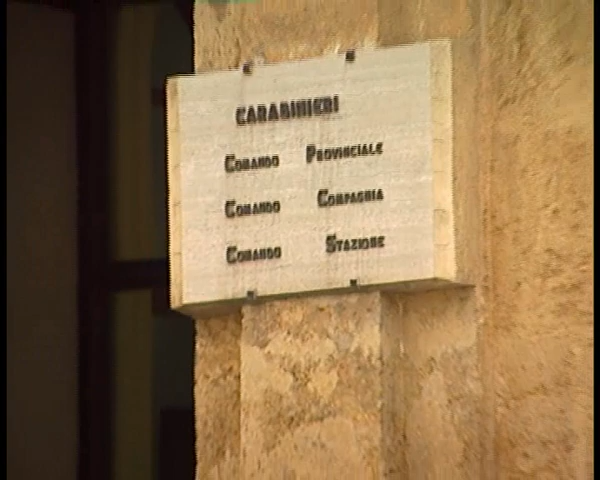 CARABINIERI
COMANDO PROVINCIALE
COMANDO COMPAGNIA
COMANDO STAZIONE